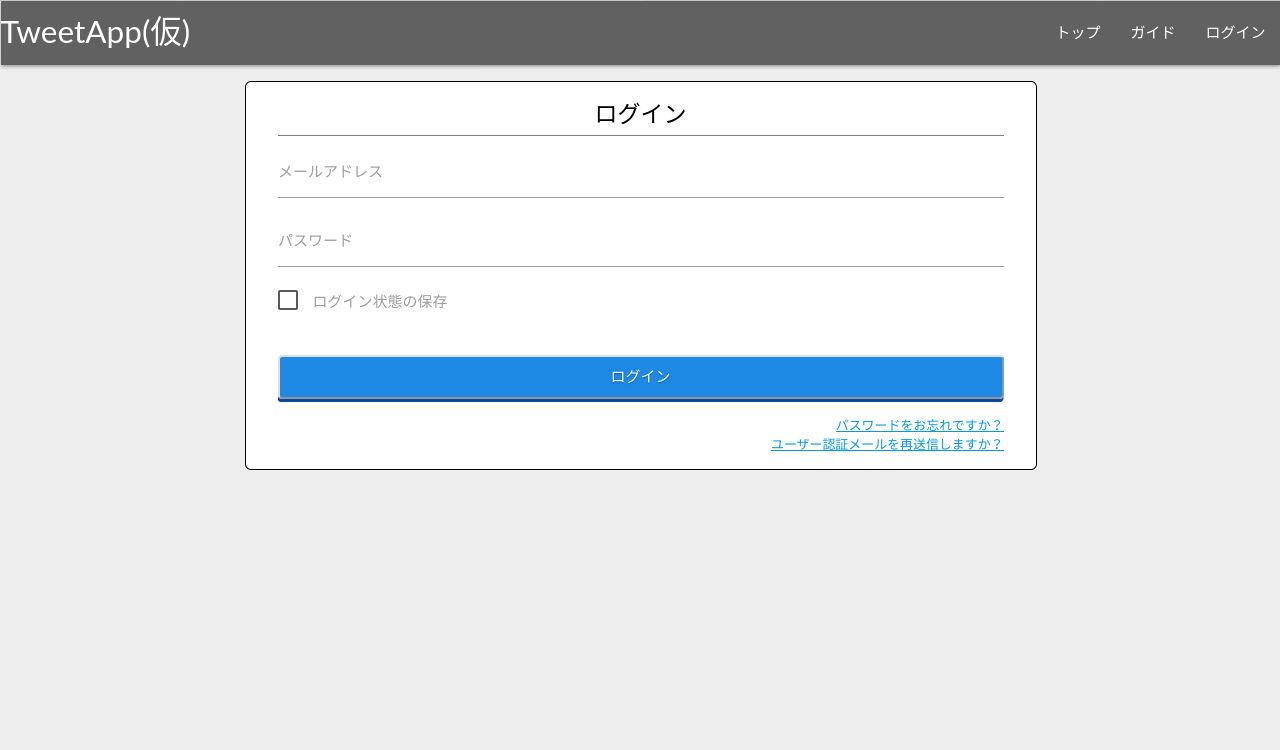 TweetApp(仮)
トップ ガイド ログイン
ログイン
メールアドレス
パスワード
ログイン状態の保存
ログイン
パスワードをお忘れですか？
ユーザー認証メールを再送信しますか？